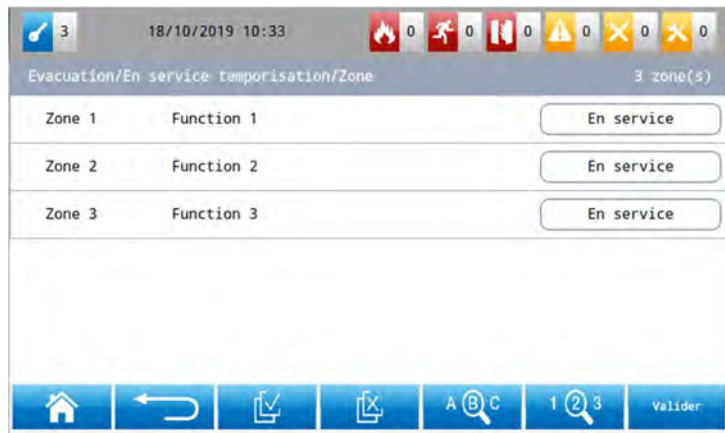 3 18/10/2019 10:33 0 0 0 0 0 0
Evacuation/En service temporisation/Zone 3 zone(s)
Zone 1 Function 1 En service
Zone 2 Function 2 En service
Zone 3 Function 3 En service
A B C 1 2 3 Valider